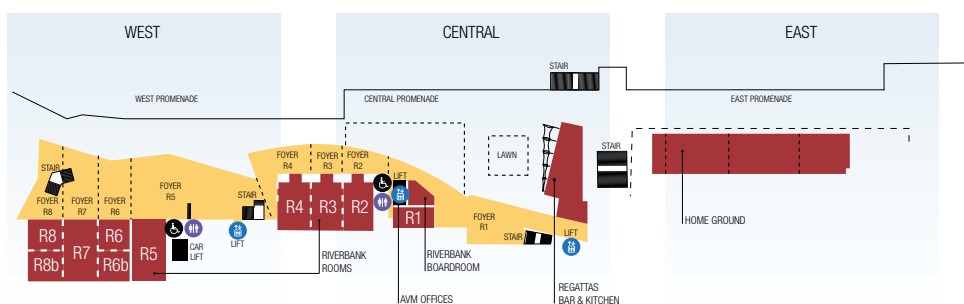 WEST
CENTRAL
EAST
STAIR
WEST PROMENADE
CENTRAL PROMENADE
EAST PROMENADE
FOYER
R4
FOYER
R3
FOYER
R2
LAWN
STAIR
STAIR
FOYER
R8
FOYER
R7
FOYER
R6
FOYER
R5
STAIR
LIFT
R4
R3
R2
R1
FOYER
R1
HOME GROUND
R8
R8b
R7
R6
R6b
R5
CAR
LIFT
LIFT
STAIR
LIFT
RIVERBANK
ROOMS
RIVERBANK
BOARDROOM
AVM OFFICES
REGATTAS
BAR & KITCHEN